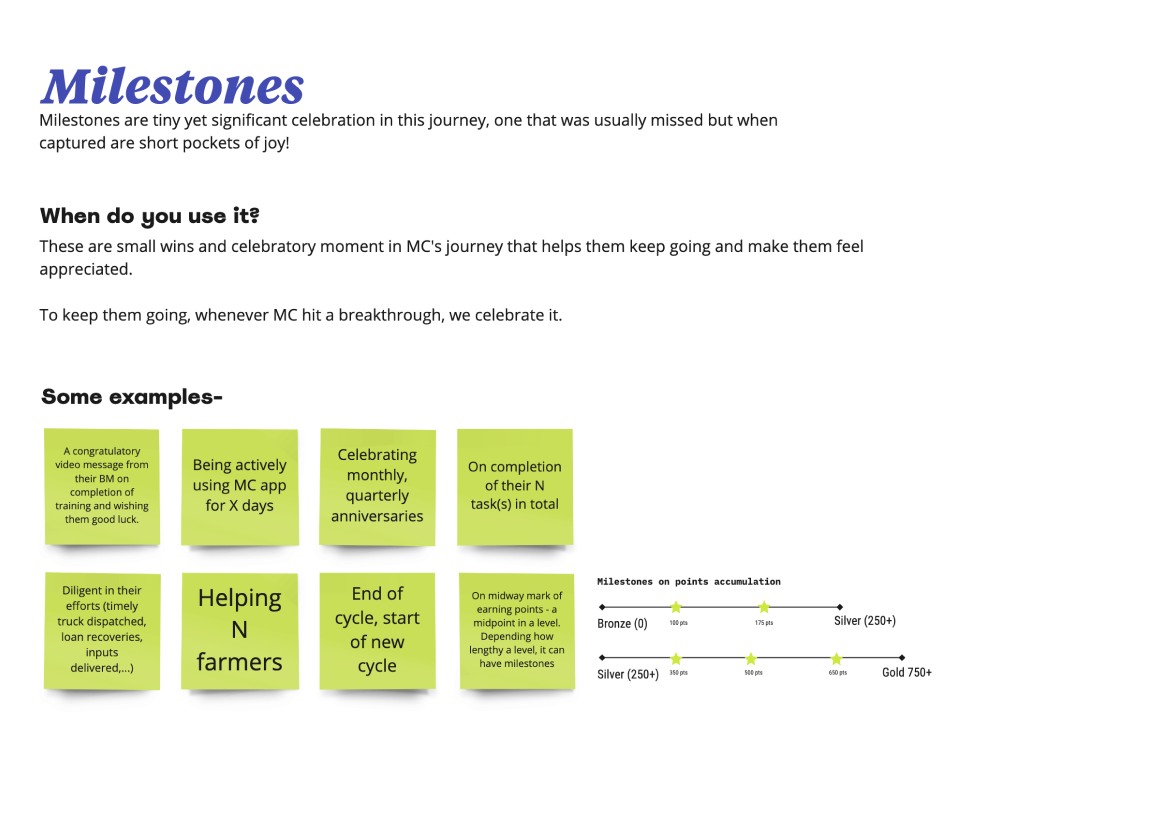 Milestones
Milestones are tiny yet significant celebration in this journey, one that was usually missed but when
captured are short pockets of joy!
When do you use it?
These are small wins and celebratory moment in MC's journey that helps them keep going and make them feel
appreciated.
To keep them going, whenever MC hit a breakthrough, we celebrate it.
Some examples-
A congratulatory
video message from
their BM on
completion of
training and wishing
them good luck.
Being actively
using MC app
for X days
Celebrating
monthly,
quarterly
anniversaries
On completion
of their N
task(s) in total
Diligent in their
efforts (timely
truck dispatched,
loan recoveries,
inputs
delivered,...)
Helping
N
farmers
End of
cycle, start
of new
cycle
On midway mark of
earning points - a
midpoint in a level.
Depending how
lengthy a level, it can
have milestones
Milestones on points accumulation
Bronze (0)
100 pts
175 pts
Silver (250+)
Silver (250+)
350 pts
500 pts
650 pts
Gold 750+